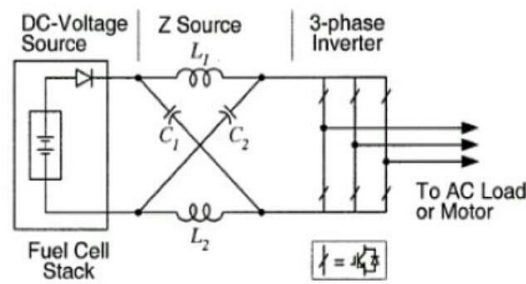 DC-Voltage
Source
Z Source
3-phase
Inverter
L1
C1
C2
L2
To AC Load
or Motor
Fuel Cell
Stack
=